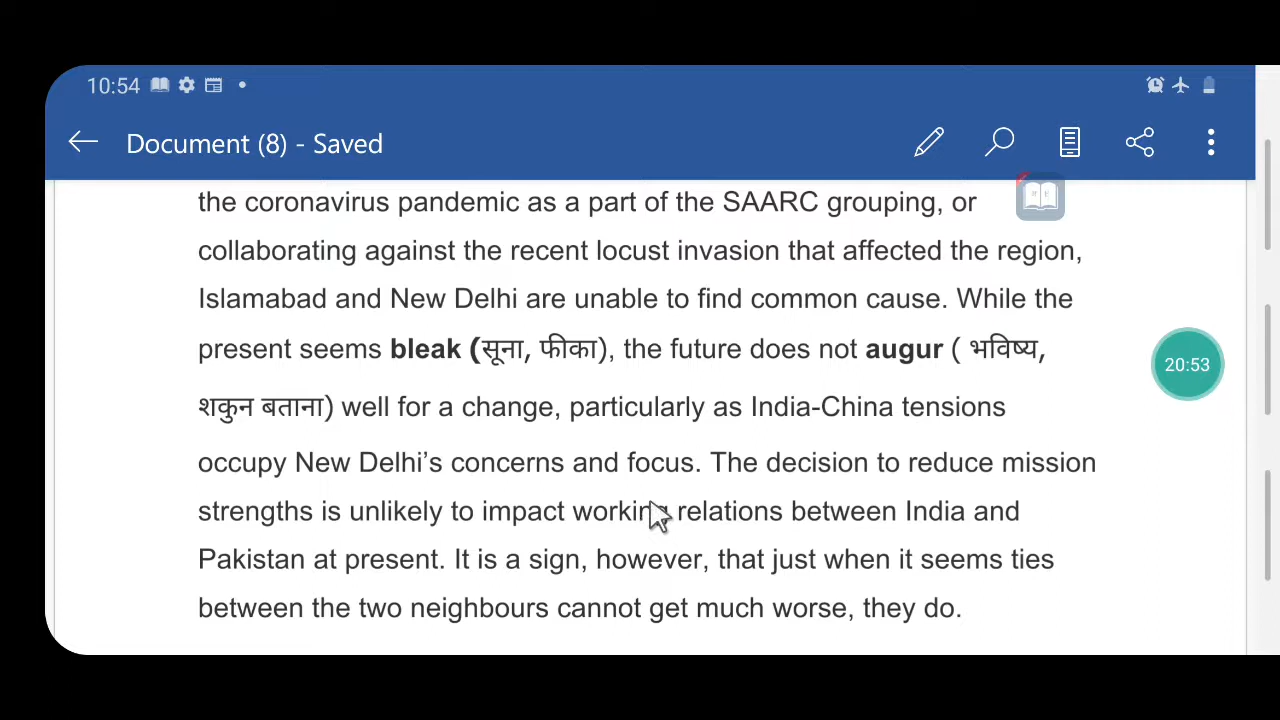 10:54
Document (8) - Saved
the coronavirus pandemic as a part of the SAARC grouping, or
collaborating against the recent locust invasion that affected the region,
Islamabad and New Delhi are unable to find common cause. While the
present seems bleak (सूना, फीका), the future does not augur ( भविष्य,
20:53
शकुन बताना) well for a change, particularly as India-China tensions
occupy New Delhi’s concerns and focus. The decision to reduce mission
strengths is unlikely to impact working relations between India and
Pakistan at present. It is a sign, however, that just when it seems ties
between the two neighbours cannot get much worse, they do.